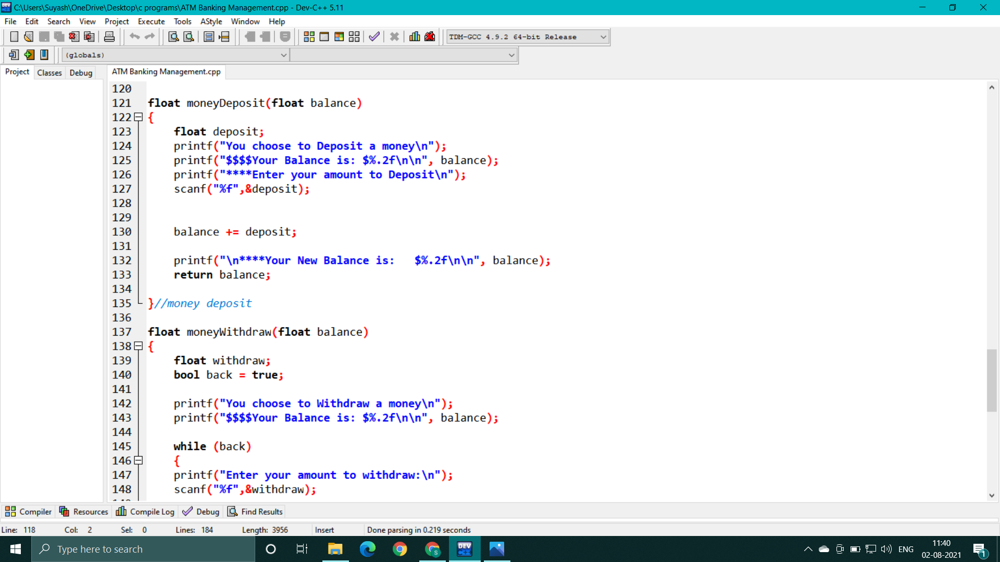 C:\Users\Suyash\OneDrive\Desktop\c programs\ATM Banking Management.cpp - Dev-C++ 5.11
File Edit Search View Project Execute Tools AStyle Window Help
TDM-GCC 4.9.2 64-bit Release
(globals)
Project Classes Debug ATM Banking Management.cpp
120
121 float moneyDeposit(float balance)
122 {
123 float deposit;
124 printf("You choose to Deposit a money\n");
125 printf("$$$$Your Balance is: $%.2f\n\n", balance);
126 printf("****Enter your amount to Deposit\n");
127 scanf("%f",&deposit);
128
129
130 balance += deposit;
131
132 printf("\n****Your New Balance is:   $%.2f\n\n", balance);
133 return balance;
134
135 }//money deposit
136
137 float moneyWithdraw(float balance)
138 {
139 float withdraw;
140 bool back = true;
141
142 printf("You choose to Withdraw a money\n");
143 printf("$$$$Your Balance is: $%.2f\n\n", balance);
144
145 while (back)
146 {
147 printf("Enter your amount to withdraw:\n");
148 scanf("%f",&withdraw);
Compiler Resources Compile Log Debug Find Results
Line: 118 Col: 2 Sel: 0 Lines: 184 Length: 3956 Insert Done parsing in 0.219 seconds
Type here to search
DEV C++
S
ENG
11:40
02-08-2021
1